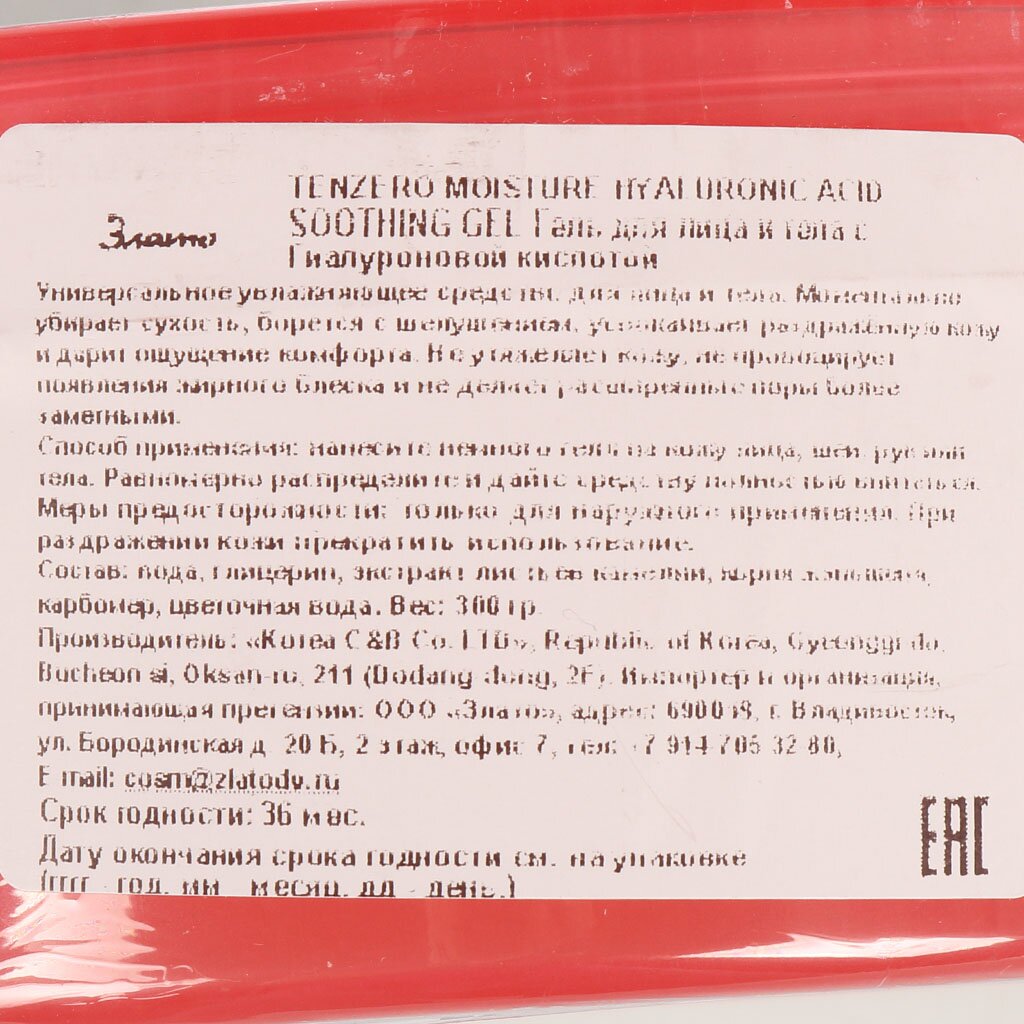 Злато
TENZERO MOISTURE HYALURONIC ACID
SOOTHING GEL Гель для лица и тела с
Гиалуроновой кислотой
Универсальное увлажняющее средство для лица и тела. Моментально
убирает сухость, борется с шелушением, успокаивает раздраженную кожу
и дарит ощущение комфорта. Не утяжеляет кожу, не провоцирует
появления жирного блеска и не делает расширенные поры более
заметными.
Способ применения: нанесите немного геля на кожу лица, шеи, рук или
тела. Равномерно распределите и дайте средству полностью впитаться.
Меры предосторожности: только для наружного применения. При
раздражении кожи прекратить использование.
Состав: вода, глицерин, экстракт листьев камелии, корня
карбомер, цветочная вода. Вес: 300 гр.
Производитель: «Korea C&B Co. LTD», Republic of Korea, Gyeonggi-do,
Bucheon-si, Oksan-ro, 211 (Dodang-dong, 2F). Импортер и организация,
принимающая претензии: ООО «Злато», адрес: г. Владивосток,
ул. Бородинская д. 20 Б, 2 этаж, офис 7, тел: +7 914 705 32 80,
E-mail: cosm@zlatodv.ru
Срок годности: 36 мес.
Дату окончания срока годности см. на упаковке
(гггг - год, мм - месяц, дд - день.)
EAC